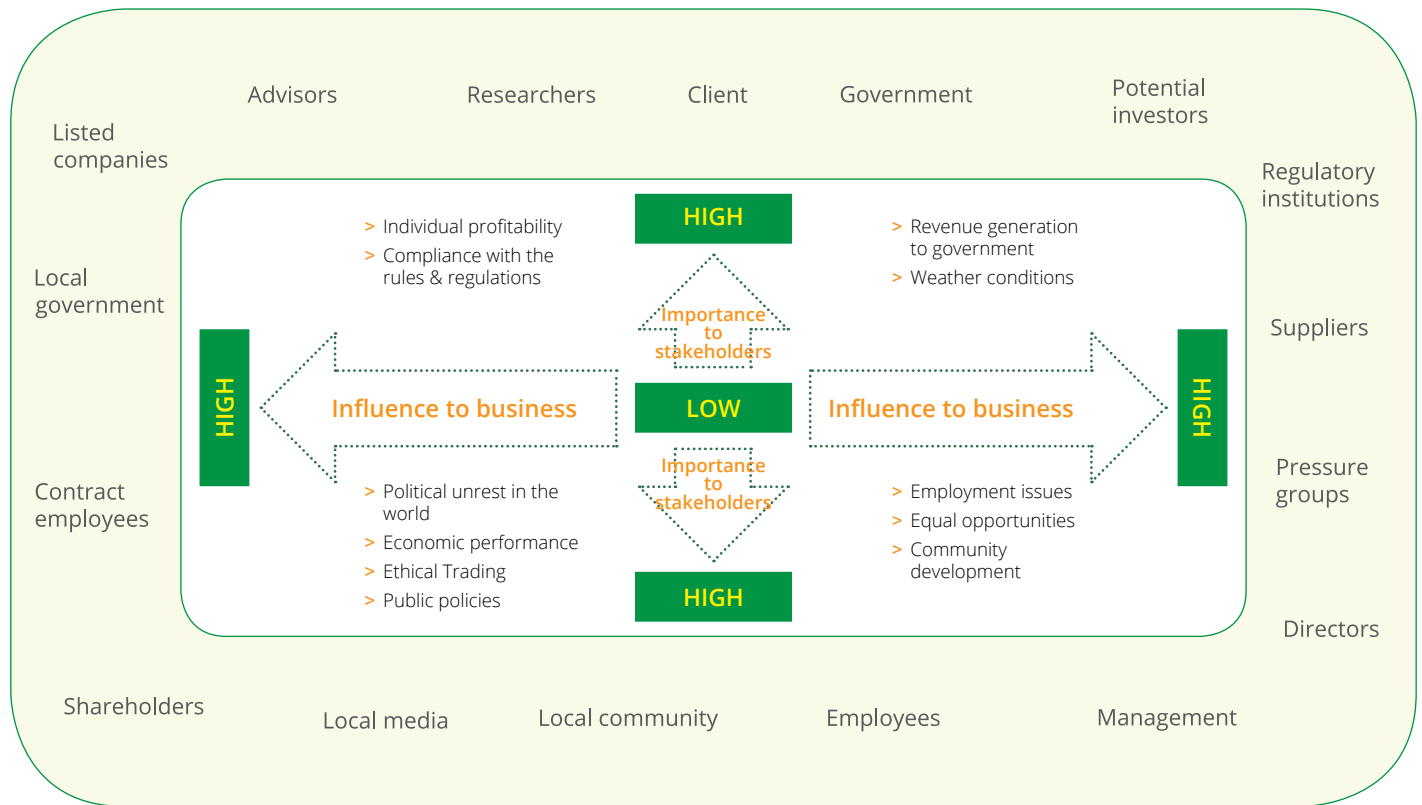 Advisors
Researchers
Client
Government
Potential
investors
Listed
companies
Regulatory
institutions
Local
government
Suppliers
Contract
employees
Pressure
groups
Directors
Shareholders
Local media
Local community
Employees
Management
HIGH
> Individual profitability
> Compliance with the
rules & regulations
> Revenue generation
to government
> Weather conditions
Importance
to
stakeholders
HIGH
Influence to business
LOW
Influence to business
HIGH
Importance
to
stakeholders
> Political unrest in the
world
> Economic performance
> Ethical Trading
> Public policies
> Employment issues
> Equal opportunities
> Community
development
HIGH